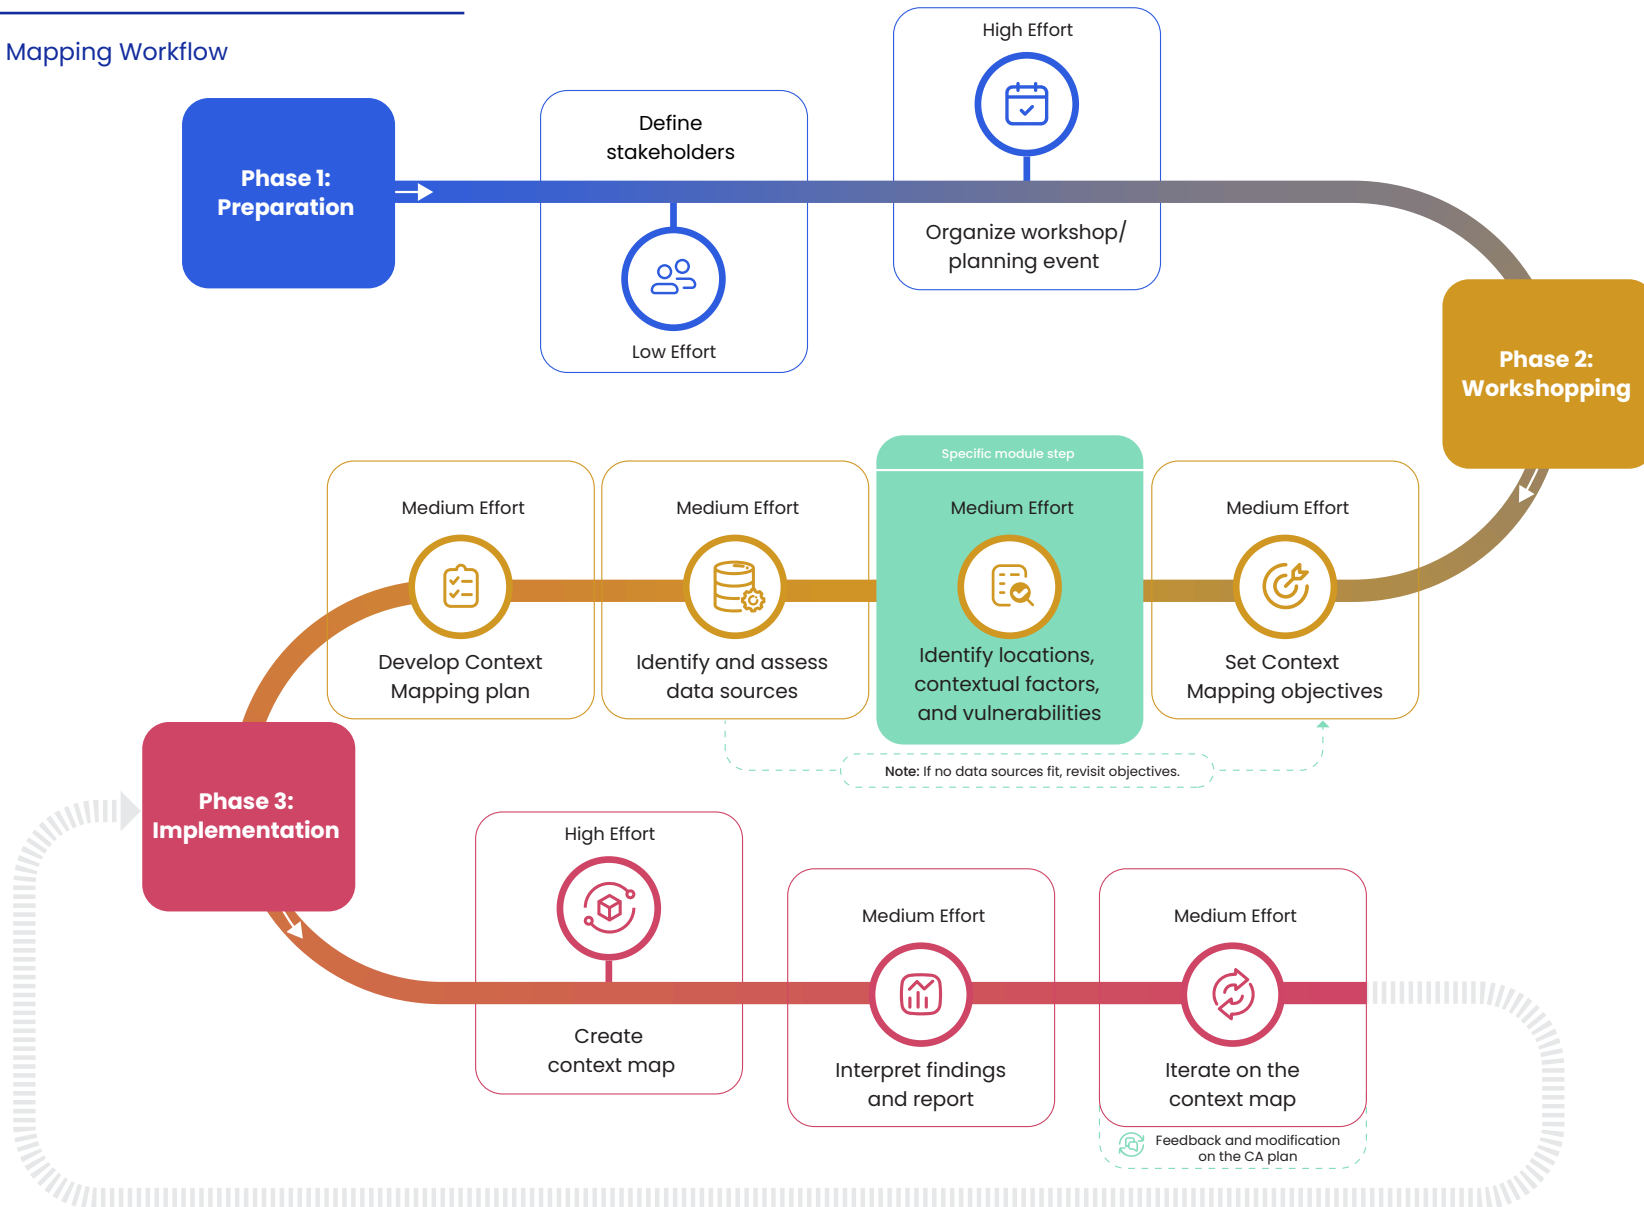 Mapping Workflow
Phase 1:
Preparation
Define
stakeholders
Low Effort
High Effort
Organize workshop/
planning event
Phase 2:
Workshopping
Medium Effort
Set Context
Mapping objectives
Specific module step
Medium Effort
Identify locations,
contextual factors,
and vulnerabilities
Medium Effort
Identify and assess
data sources
Medium Effort
Develop Context
Mapping plan
Note: If no data sources fit, revisit objectives.
Phase 3:
Implementation
High Effort
Create
context map
Medium Effort
Interpret findings
and report
Medium Effort
Iterate on the
context map
Feedback and modification
on the CA plan